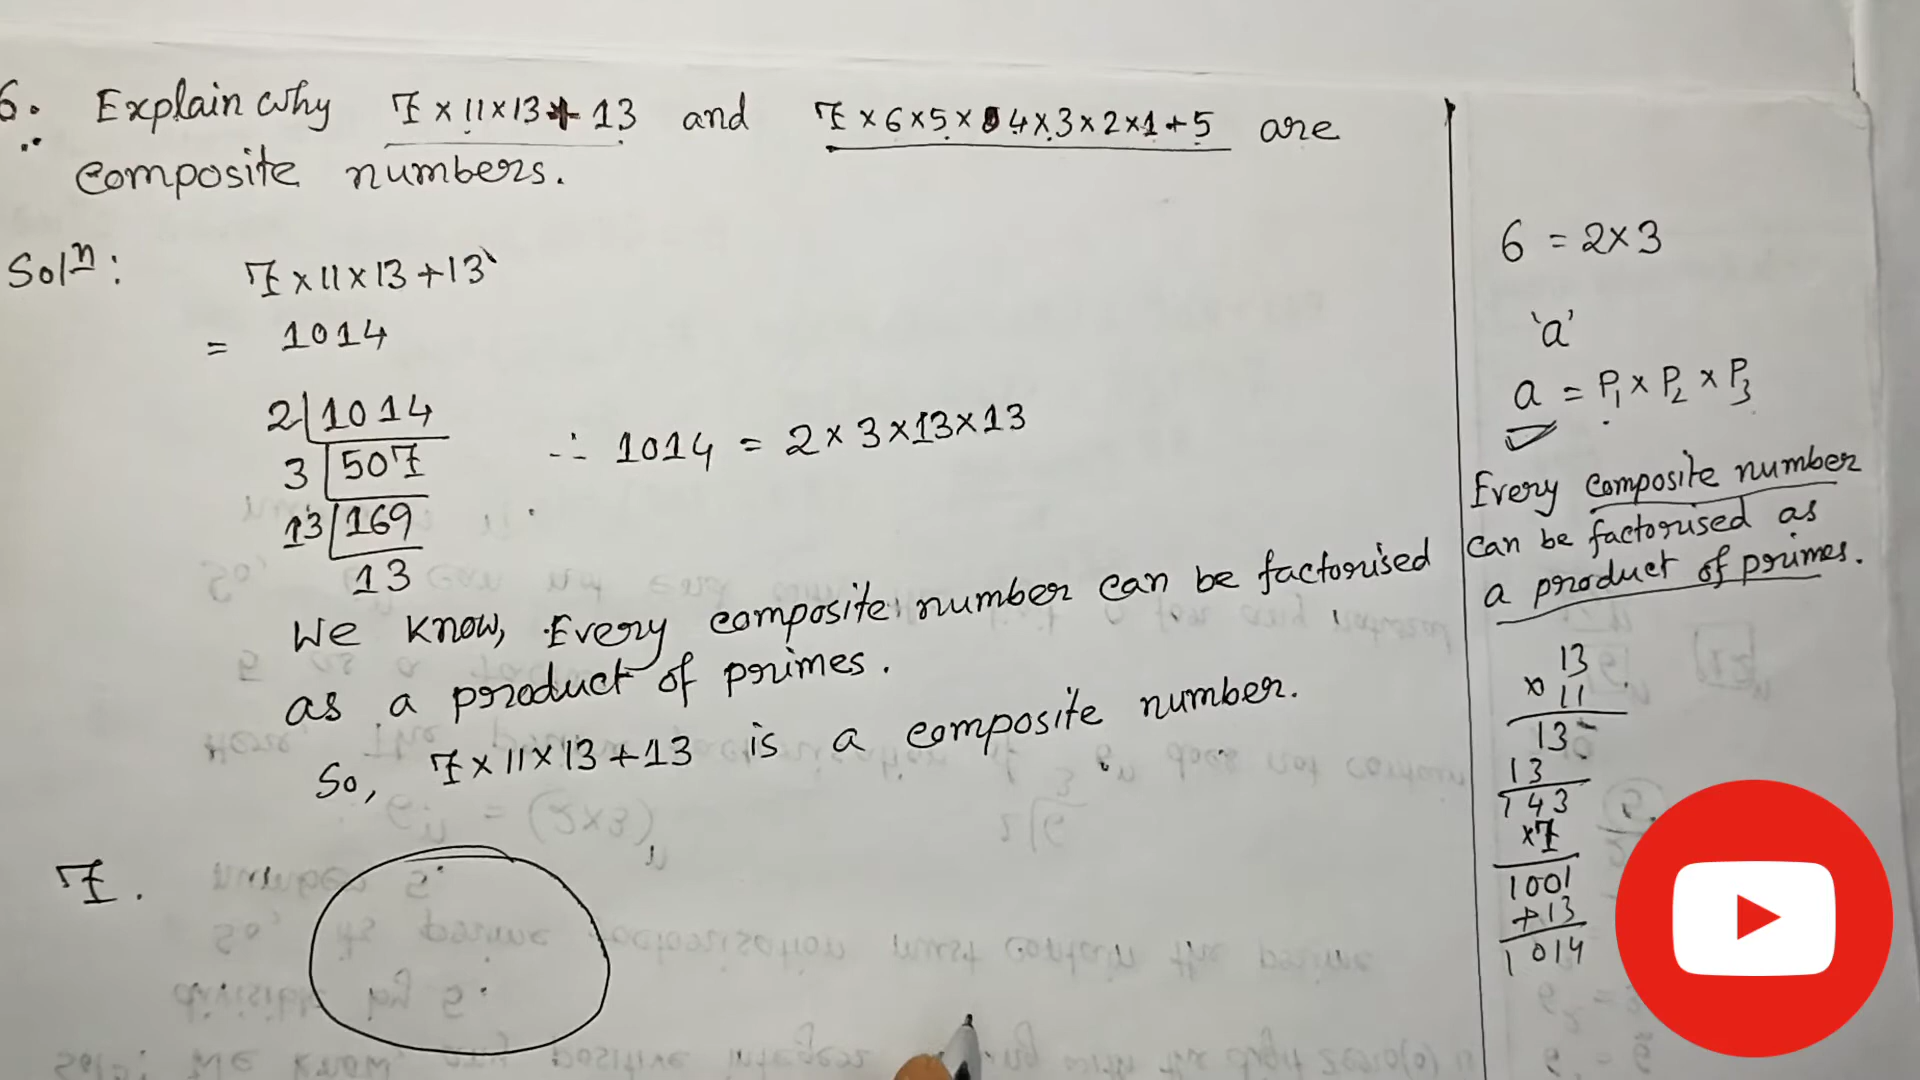 6. Explain why 7×11×13+13 and 7×6×5×4×3×2×1+5 are
composite numbers.
Solⁿ: 7×11×13+13
= 1014
2|1014
3|507
13|169
13
∴ 1014 = 2×3×13×13
We know, Every composite number can be factorised
as a product of primes.
So, 7×11×13+13 is a composite number.
7.
6 = 2×3
'a'
a = P₁ × P₂ × P₃
Every composite number
can be factorised as
a product of primes.
13
×11
13
13
143
×7
1001
+13
1014